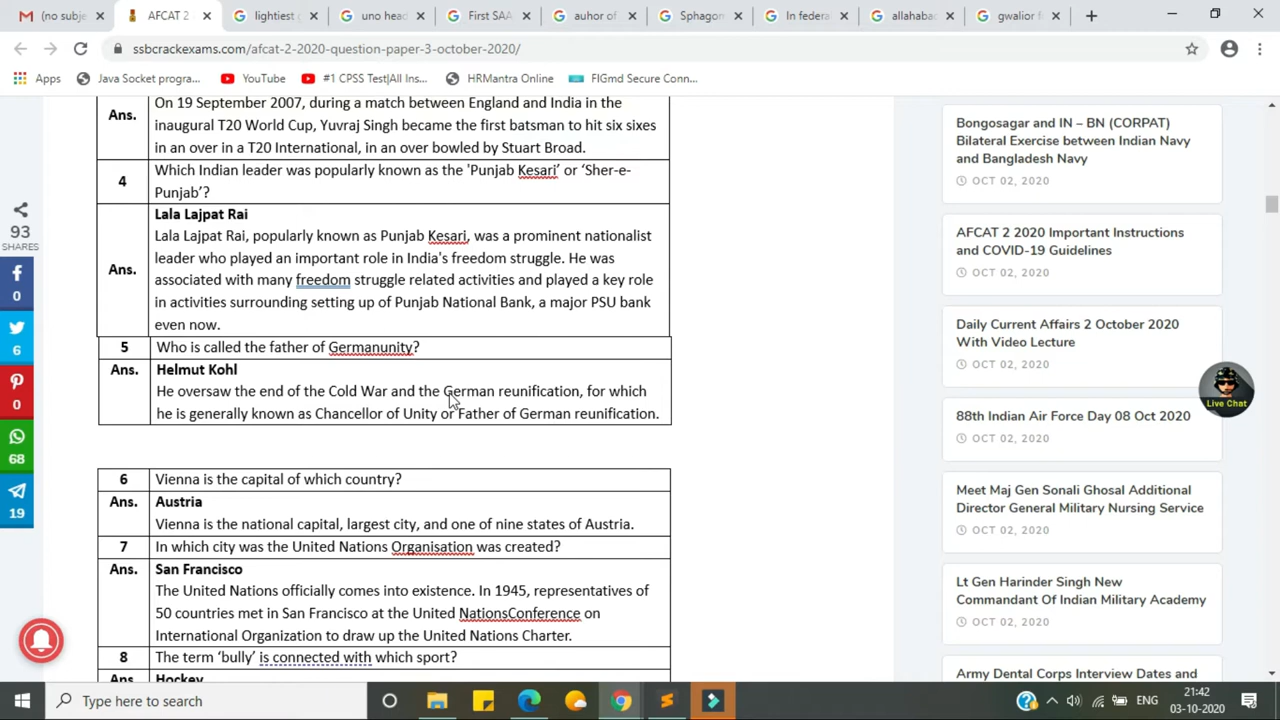 (no subje
AFCAT 2
lightiest g
uno head
First SAA
auhor of
Sphagon
In federa
allahaba
gwalior f
ssbcrackexams.com/afcat-2-2020-question-paper-3-october-2020/
Apps
Java Socket progra...
YouTube
#1 CPSS Test|All Ins...
HRMantra Online
FIGmd Secure Conn...
93
SHARES
0
6
0
68
19
Ans.
On 19 September 2007, during a match between England and India in the
inaugural T20 World Cup, Yuvraj Singh became the first batsman to hit six sixes
in an over in a T20 International, in an over bowled by Stuart Broad.
4
Which Indian leader was popularly known as the 'Punjab Kesari' or ‘Sher-e-
Punjab’?
Ans.
Lala Lajpat Rai
Lala Lajpat Rai, popularly known as Punjab Kesari, was a prominent nationalist
leader who played an important role in India's freedom struggle. He was
associated with many freedom struggle related activities and played a key role
in activities surrounding setting up of Punjab National Bank, a major PSU bank
even now.
5
Who is called the father of Germanunity?
Ans.
Helmut Kohl
He oversaw the end of the Cold War and the German reunification, for which
he is generally known as Chancellor of Unity or Father of German reunification.
6
Vienna is the capital of which country?
Ans.
Austria
Vienna is the national capital, largest city, and one of nine states of Austria.
7
In which city was the United Nations Organisation was created?
Ans.
San Francisco
The United Nations officially comes into existence. In 1945, representatives of
50 countries met in San Francisco at the United NationsConference on
International Organization to draw up the United Nations Charter.
8
The term ‘bully’ is connected with which sport?
Ans.
Hockey
Bongosagar and IN – BN (CORPAT)
Bilateral Exercise between Indian Navy
and Bangladesh Navy
OCT 02, 2020
AFCAT 2 2020 Important Instructions
and COVID-19 Guidelines
OCT 02, 2020
Daily Current Affairs 2 October 2020
With Video Lecture
OCT 02, 2020
88th Indian Air Force Day 08 Oct 2020
OCT 02, 2020
Meet Maj Gen Sonali Ghosal Additional
Director General Military Nursing Service
OCT 02, 2020
Lt Gen Harinder Singh New
Commandant Of Indian Military Academy
OCT 02, 2020
Army Dental Corps Interview Dates and
Live Chat
Type here to search
ENG
21:42
03-10-2020